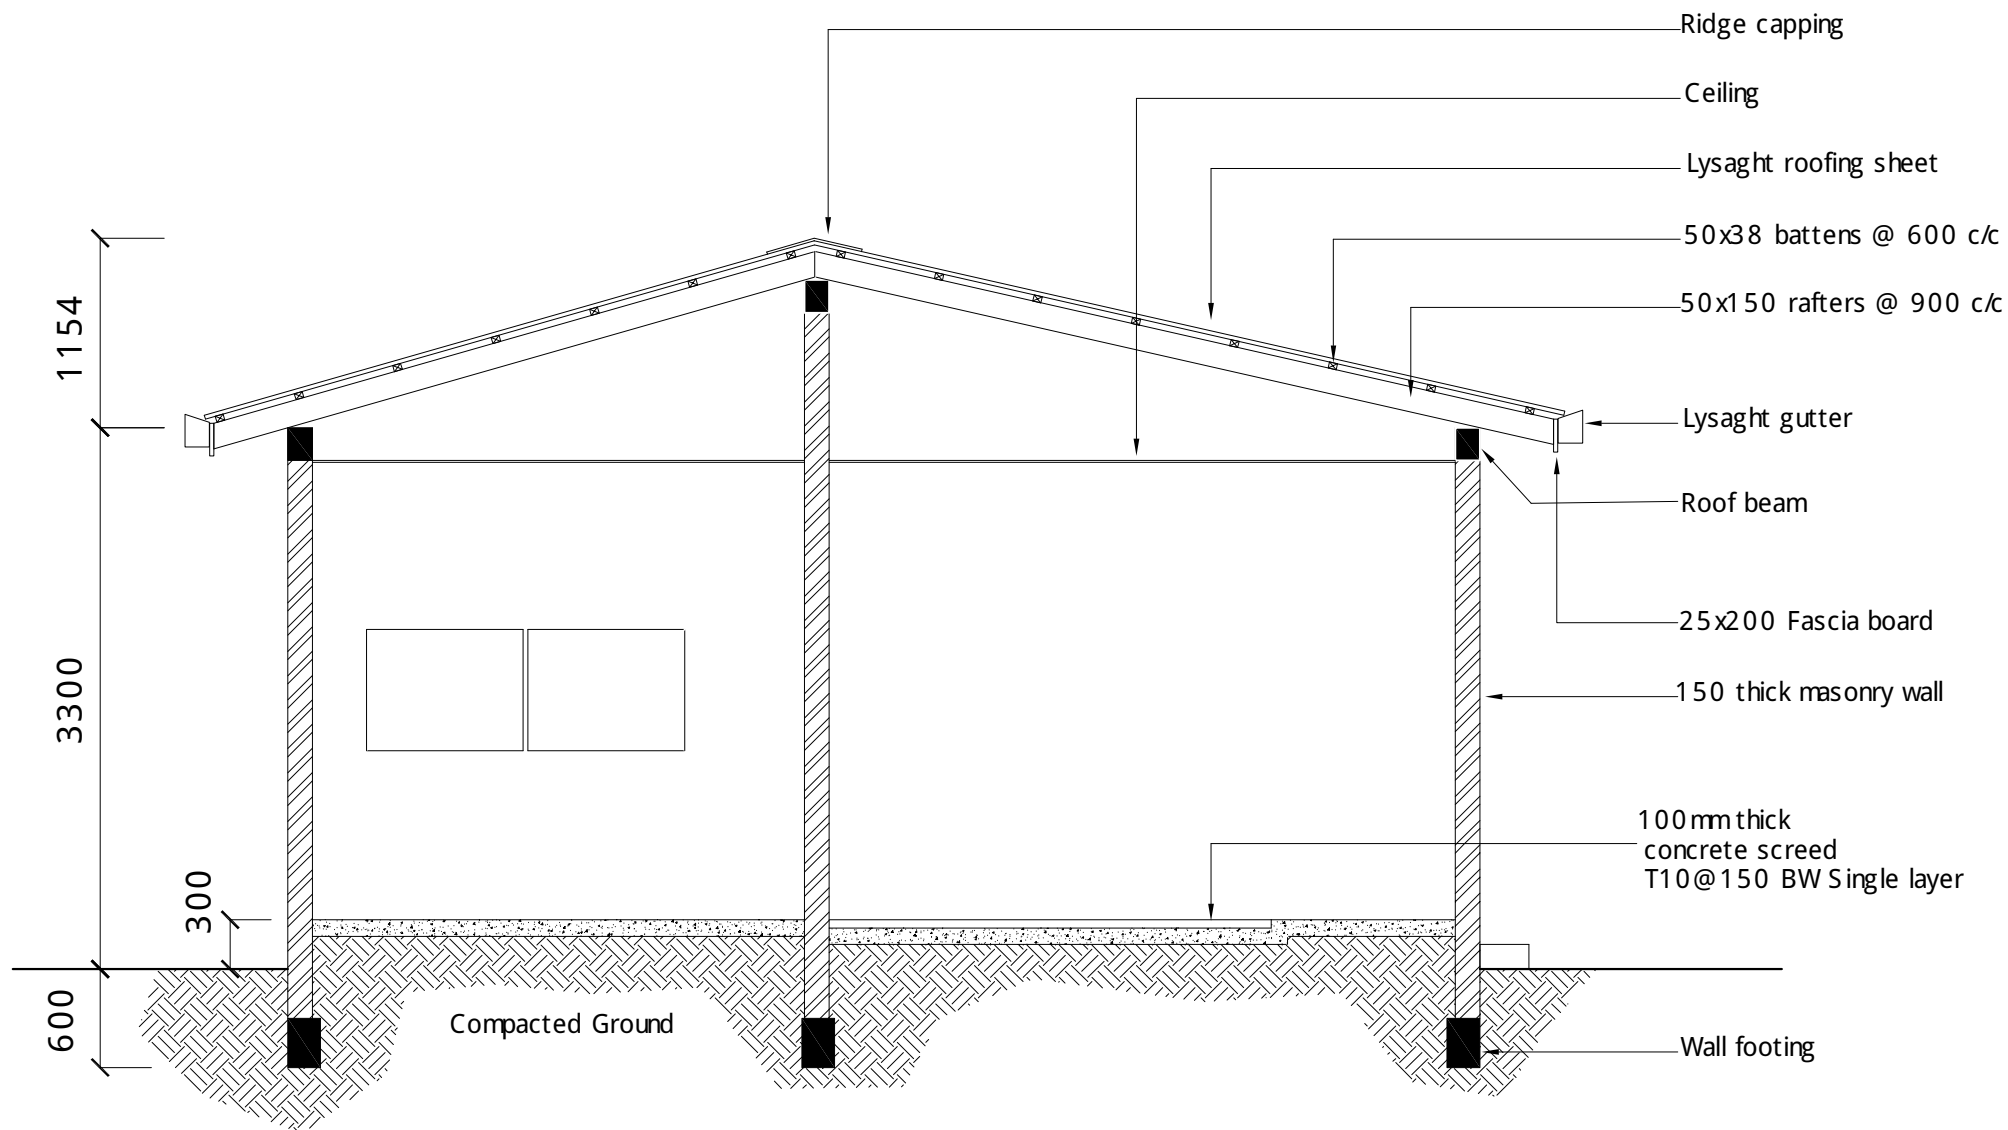 Ridge capping
Ceiling
Lysaght roofing sheet
50x38 battens @ 600 c/c
50x150 rafters @ 900 c/c
1154
Lysaght gutter
Roof beam
25x200 Fascia board
3300
150 thick masonry wall
100mm thick
concrete screed
T10@150 BW Single layer
300
600
Compacted Ground
Wall footing